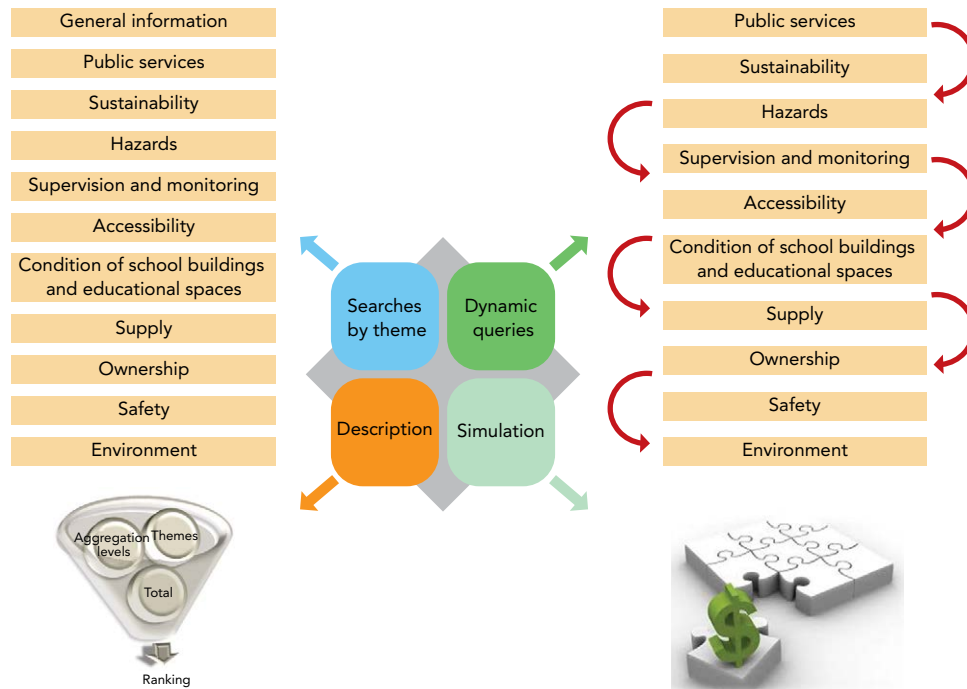 General information
Public services
Sustainability
Hazards
Supervision and monitoring
Accessibility
Condition of school buildings
and educational spaces
Supply
Ownership
Safety
Environment
Searches
by theme
Dynamic
queries
Description
Simulation
Public services
Sustainability
Hazards
Supervision and monitoring
Accessibility
Condition of school buildings
and educational spaces
Supply
Ownership
Safety
Environment
Aggregation
levels
Themes
Total
Ranking
$